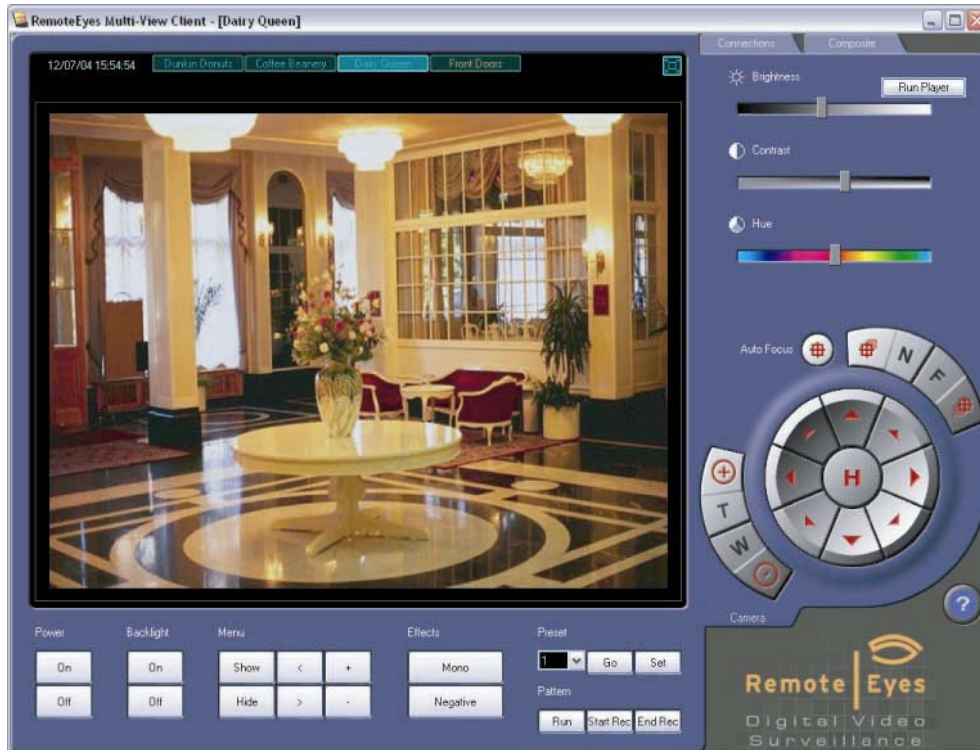 RemoteEyes Multi-View Client - [Dairy Queen]
Connections Composite
12/07/04 15:54:54 Dunkin Donuts Coffee Beanery Dairy Queen Front Doors
Brightness
Run Player
Contrast
Hue
Auto Focus
N
F
H
T
W
?
Camera
Power Backlight Menu Effects Preset
On On Show < + Mono 1 Go Set
Off Off Hide > - Negative
Pattern
Run Start Rec End Rec
Remote Eyes
Digital Video
Surveillance